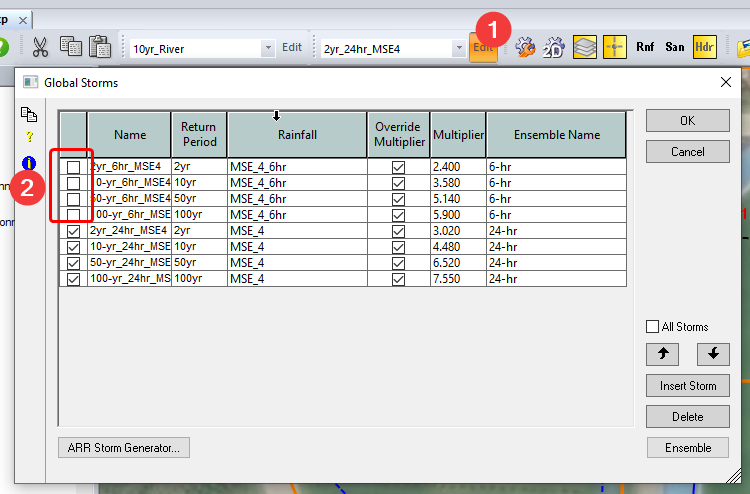 tp ×
10yr_River Edit 2yr_24hr_MSE4 Edit 1 2D Rnf San Hdr
Global Storms
Name Return Period Rainfall Override Multiplier Multiplier Ensemble Name
2yr_6hr_MSE4 2yr MSE_4_6hr 2.400 6-hr
0-yr_6hr_MSE4 10yr MSE_4_6hr 3.580 6-hr
50-yr_6hr_MSE4 50yr MSE_4_6hr 5.140 6-hr
00-yr_6hr_MSE 100yr MSE_4_6hr 5.900 6-hr
2yr_24hr_MSE4 2yr MSE_4 3.020 24-hr
10-yr_24hr_MSE 10yr MSE_4 4.480 24-hr
50-yr_24hr_MSE 50yr MSE_4 6.520 24-hr
100-yr_24hr_MS 100yr MSE_4 7.550 24-hr
2
OK
Cancel
All Storms
Insert Storm
Delete
Ensemble
ARR Storm Generator...